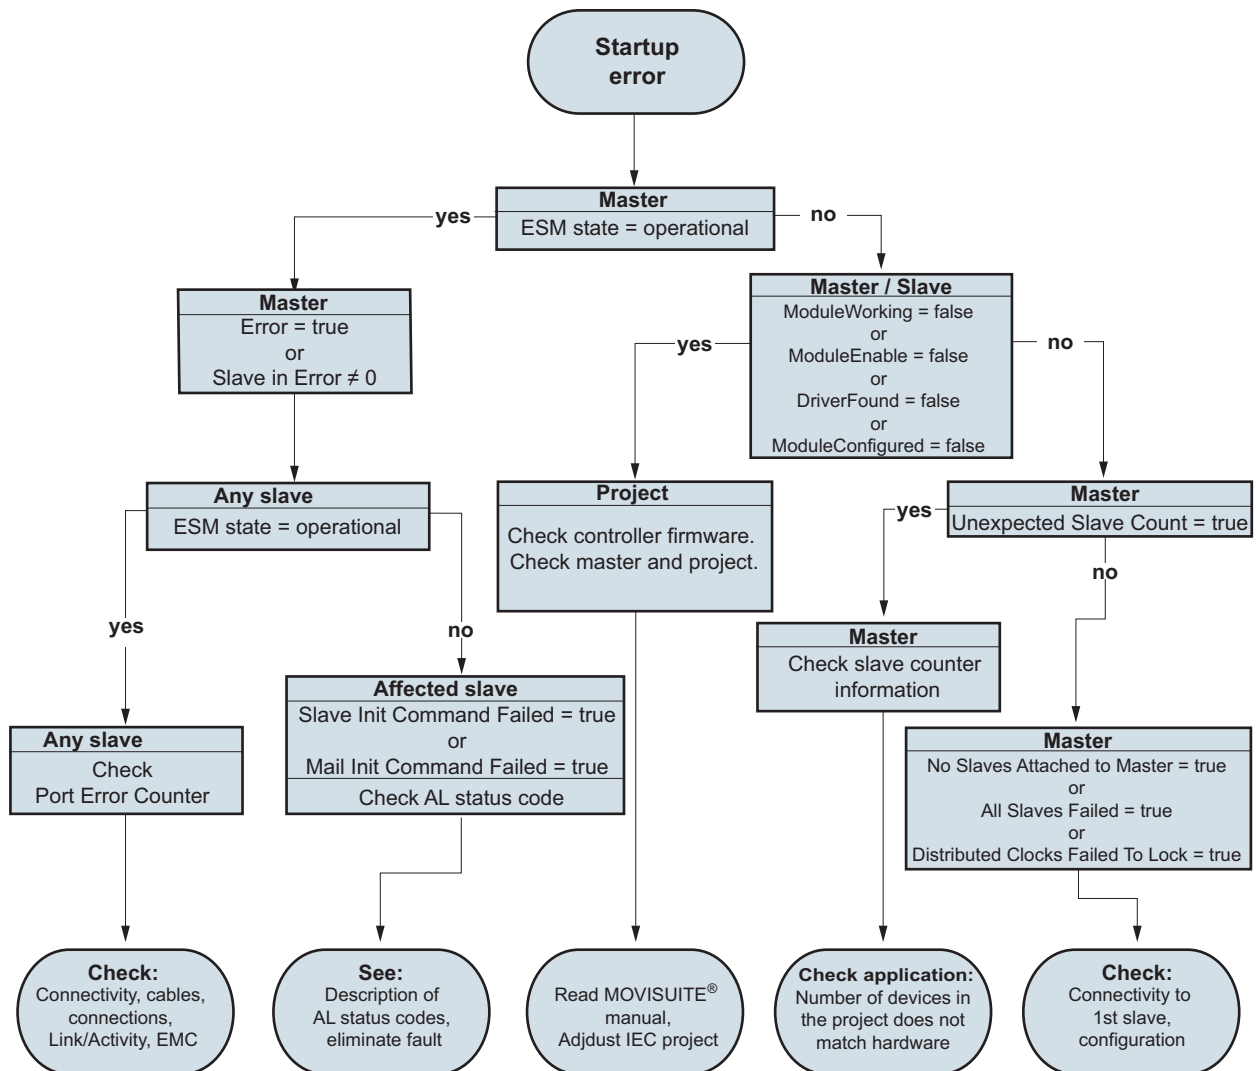 Startup
error
Master
ESM state = operational
yes
no
Master
Error = true
or
Slave in Error ≠ 0
Master / Slave
ModuleWorking = false
or
ModuleEnable = false
or
DriverFound = false
or
ModuleConfigured = false
yes
no
Any slave
ESM state = operational
Project
Check controller firmware.
Check master and project.
Master
Unexpected Slave Count = true
yes
no
yes
no
Master
Check slave counter
information
Affected slave
Slave Init Command Failed = true
or
Mail Init Command Failed = true
Check AL status code
Any slave
Check
Port Error Counter
Master
No Slaves Attached to Master = true
or
All Slaves Failed = true
or
Distributed Clocks Failed To Lock = true
Check:
Connectivity, cables,
connections,
Link/Activity, EMC
See:
Description of
AL status codes,
eliminate fault
Read MOVISUITE®
manual,
Adjdust IEC project
Check application:
Number of devices in
the project does not
match hardware
Check:
Connectivity to
1st slave,
configuration